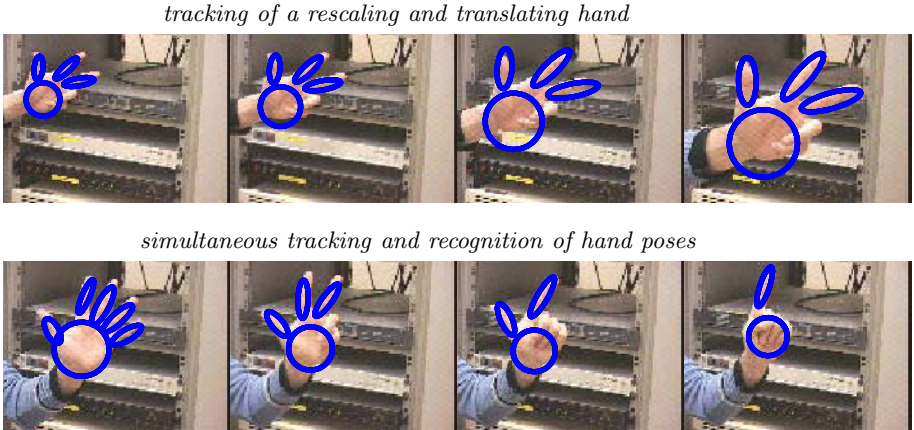 tracking of a rescaling and translating hand
simultaneous tracking and recognition of hand poses